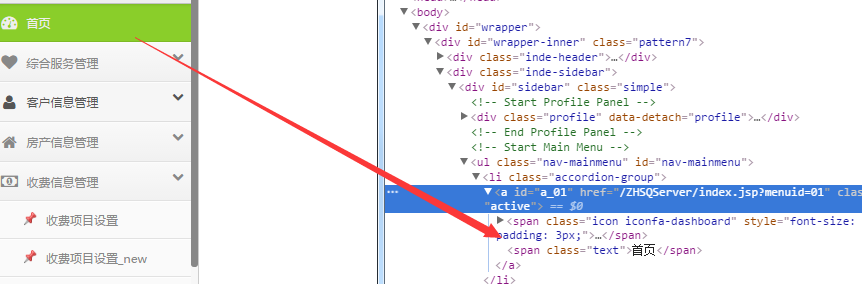 首页
综合服务管理
客户信息管理
房产信息管理
收费信息管理
收费项目设置
收费项目设置_new
<body>
<div id="wrapper">
<div id="wrapper-inner" class="pattern7">
<div class="inde-header">…</div>
<div class="inde-sidebar">
<div id="sidebar" class="simple">
<!-- Start Profile Panel -->
<div class="profile" data-detach="profile">…</div>
<!-- End Profile Panel -->
<!-- Start Main Menu -->
<ul class="nav-mainmenu" id="nav-mainmenu">
<li class="accordion-group">
<a id="a_01" href="/ZHSQServer/index.jsp?menuid=01" clas
"active"> == $0
<span class="icon iconfa-dashboard" style="font-size:
padding: 3px;">…</span>
<span class="text">首页</span>
</a>
</li>